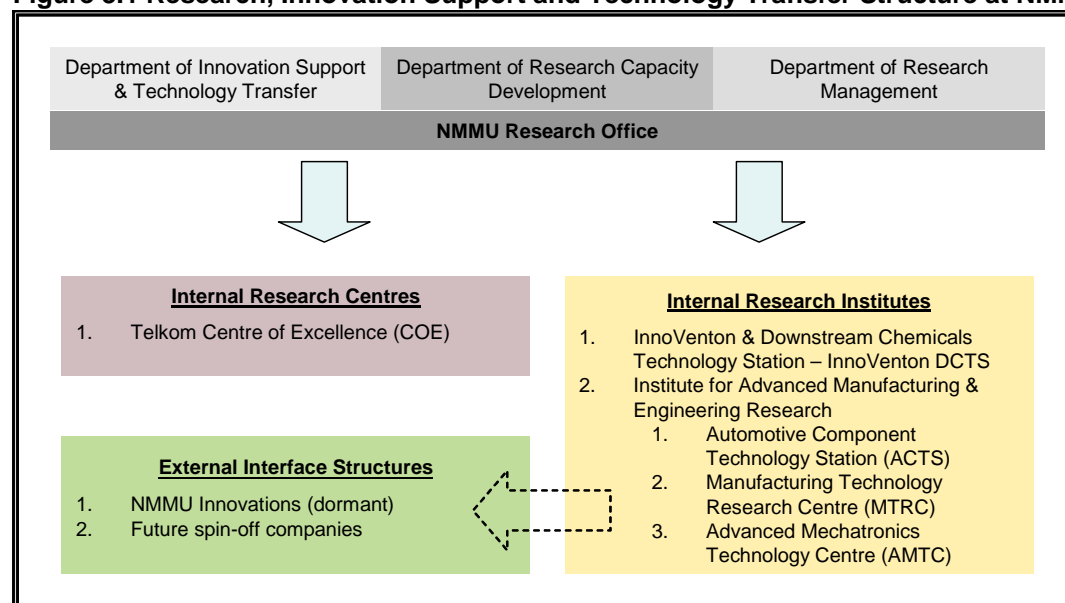 Department of Innovation Support
& Technology Transfer
Department of Research Capacity
Development
Department of Research
Management
NMMU Research Office
Internal Research Centres
1. Telkom Centre of Excellence (COE)
Internal Research Institutes
1. InnoVenton & Downstream Chemicals
Technology Station – InnoVenton DCTS
2. Institute for Advanced Manufacturing &
Engineering Research
1. Automotive Component
Technology Station (ACTS)
2. Manufacturing Technology
Research Centre (MTRC)
3. Advanced Mechatronics
Technology Centre (AMTC)
External Interface Structures
1. NMMU Innovations (dormant)
2. Future spin-off companies